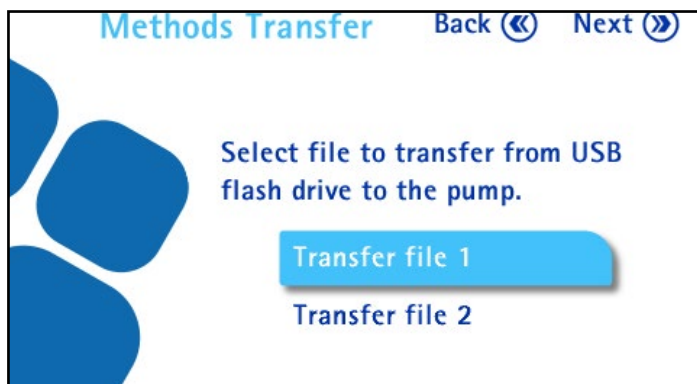 Methods Transfer Back Next
Select file to transfer from USB
flash drive to the pump.
Transfer file 1
Transfer file 2